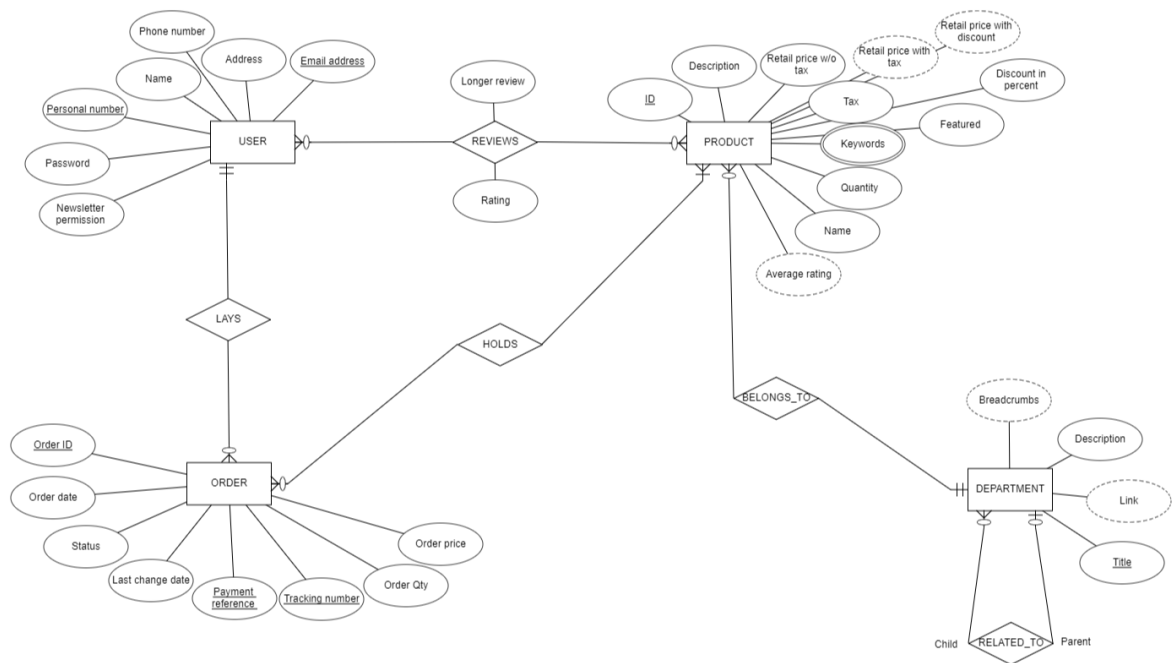 Phone number
Address
Email address
Name
Personal number
Password
Newsletter
permission
USER
Longer review
REVIEWS
Rating
Description
Retail price w/o
tax
Retail price with
tax
Retail price with
discount
ID
Discount in
percent
Tax
Featured
Keywords
PRODUCT
Quantity
Name
Average rating
LAYS
HOLDS
BELONGS_TO
Order ID
Order date
Status
Last change date
Payment
reference
Tracking number
Order Qty
Order price
ORDER
Breadcrumbs
Description
DEPARTMENT
Link
Title
Child
RELATED_TO
Parent